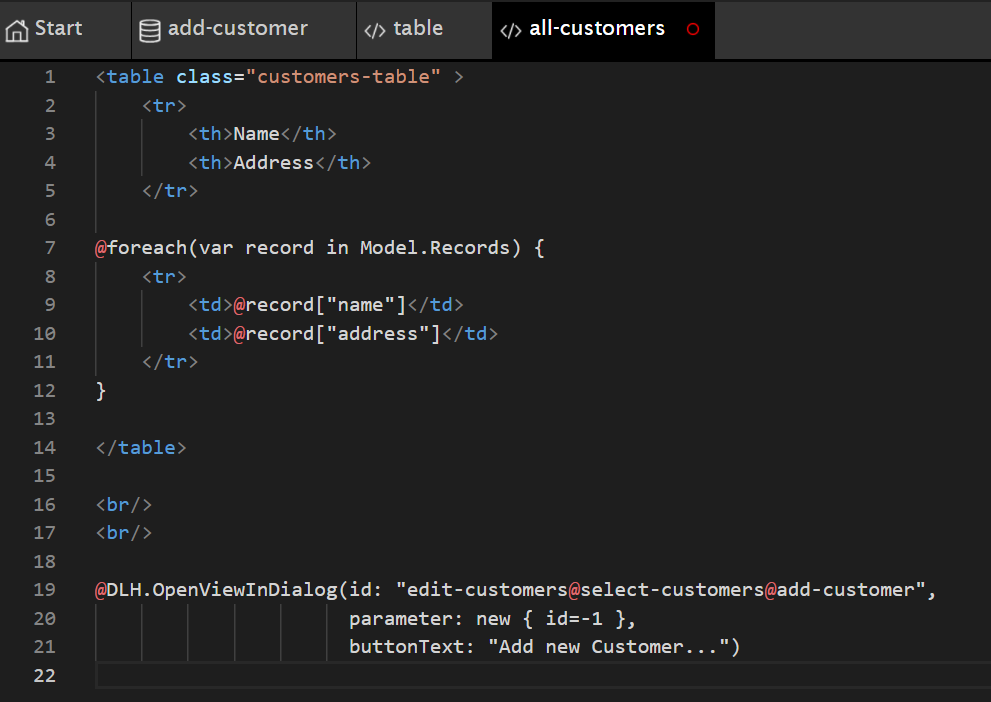 Start add-customer </> table </> all-customers
1 <table class="customers-table" >
2 <tr>
3 <th>Name</th>
4 <th>Address</th>
5 </tr>
6
7 @foreach(var record in Model.Records) {
8 <tr>
9 <td>@record["name"]</td>
10 <td>@record["address"]</td>
11 </tr>
12 }
13
14 </table>
15
16 <br/>
17 <br/>
18
19 @DLH.OpenViewInDialog(id: "edit-customers@select-customers@add-customer",
20 parameter: new { id=-1 },
21 buttonText: "Add new Customer...")
22